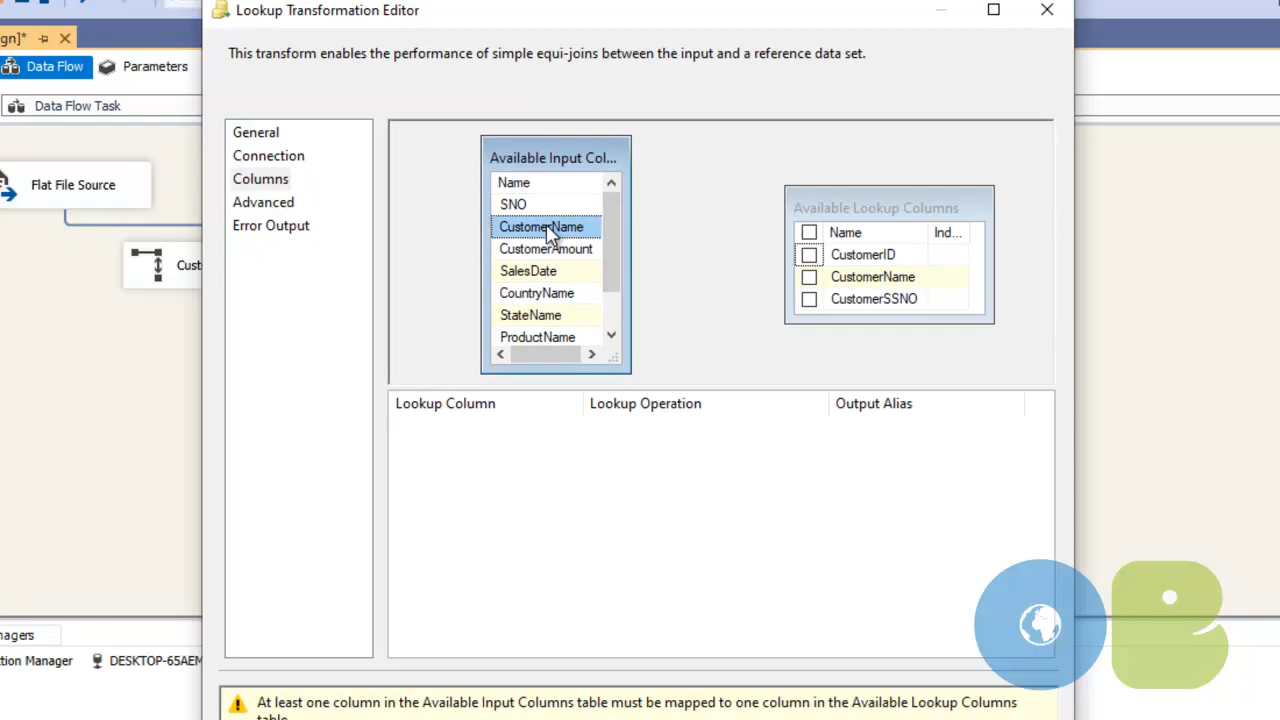 Lookup Transformation Editor
gn]*
This transform enables the performance of simple equi-joins between the input and a reference data set.
Data Flow
Parameters
Data Flow Task
General
Connection
Columns
Advanced
Error Output
Flat File Source
Available Input Col...
Name
SNO
CustomerName
CustomerAmount
SalesDate
CountryName
StateName
ProductName
Available Lookup Columns
Name Ind...
CustomerID
CustomerName
CustomerSSNO
Lookup Column Lookup Operation Output Alias
Custo
B
nagers
tion Manager
DESKTOP-65AEM
At least one column in the Available Input Columns table must be mapped to one column in the Available Lookup Columns
table.